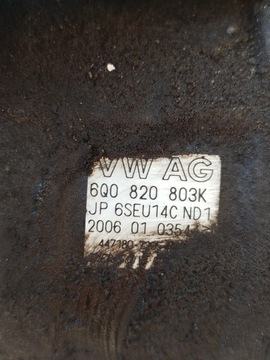 VW AG
6Q0 820 803K
JP 6SEU14C ND1
2006 01 0354